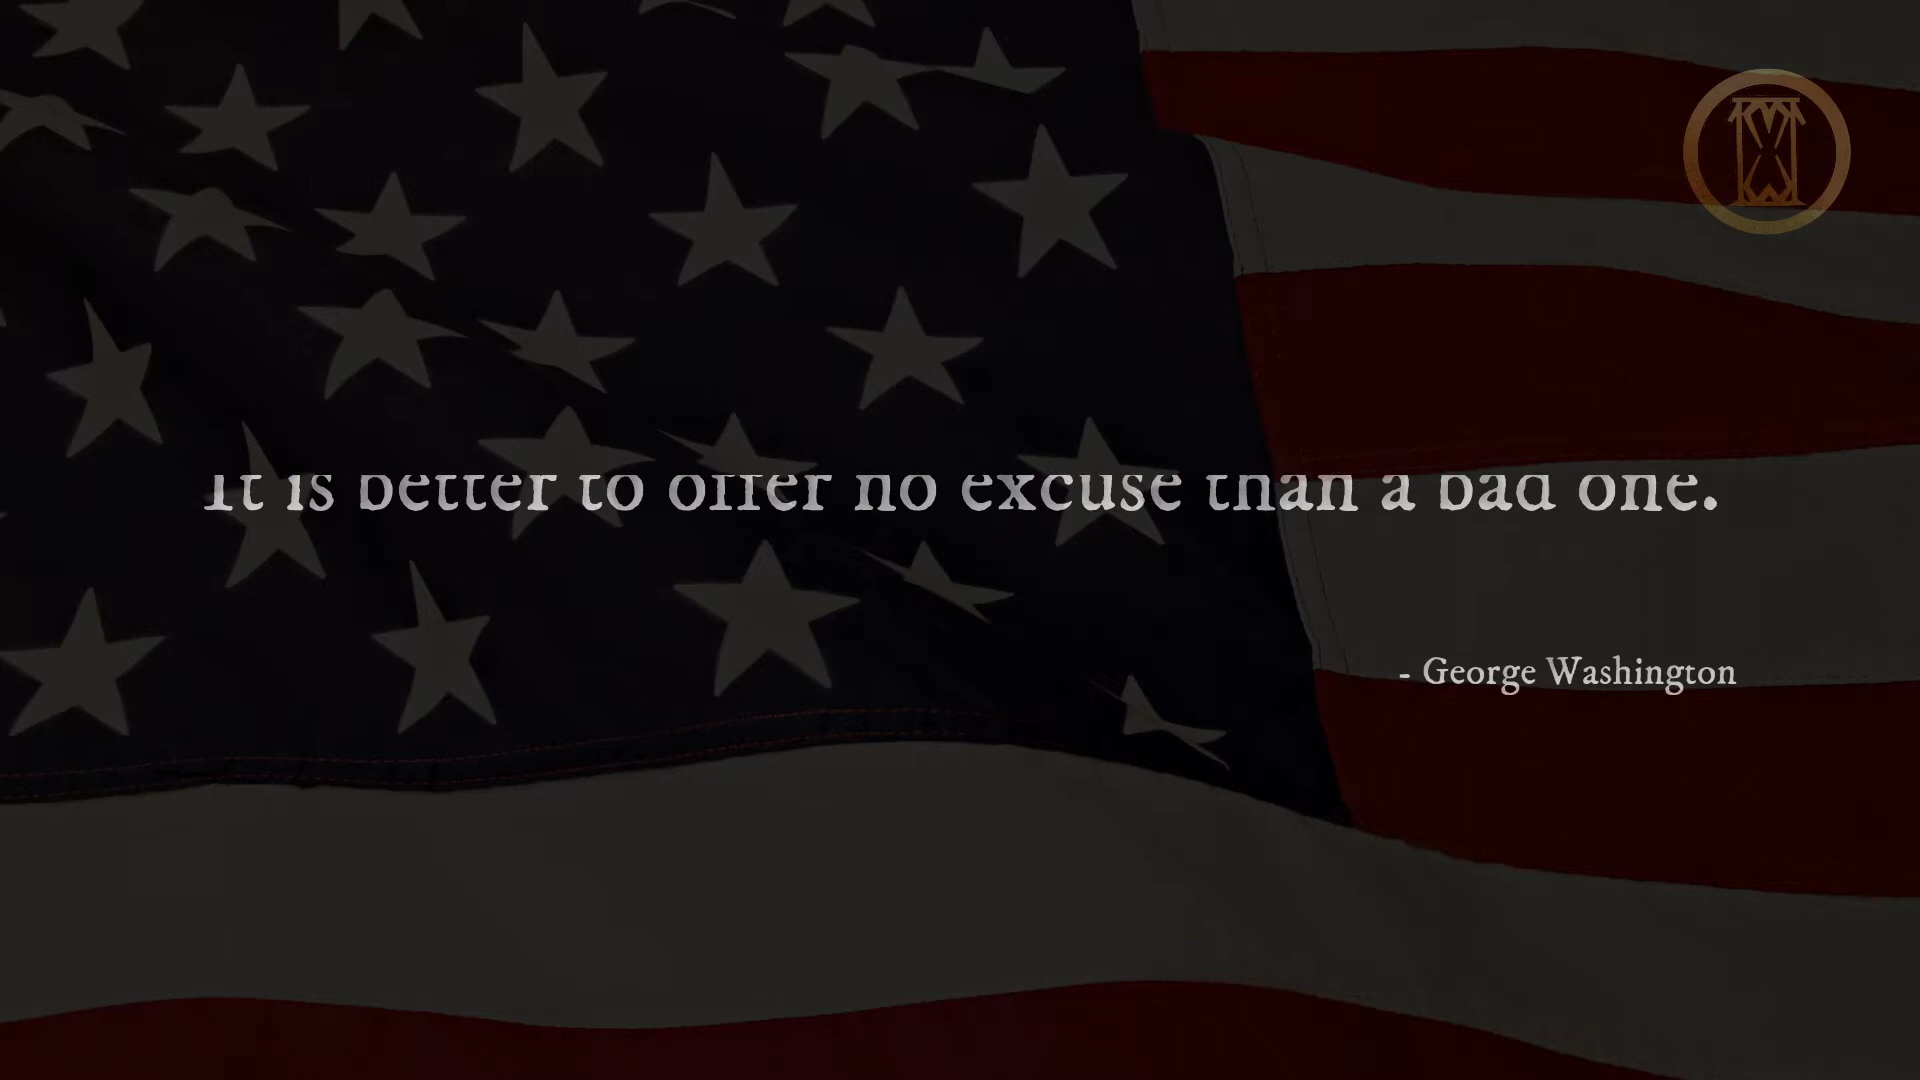 It is better to offer no excuse than a bad one.
- George Washington